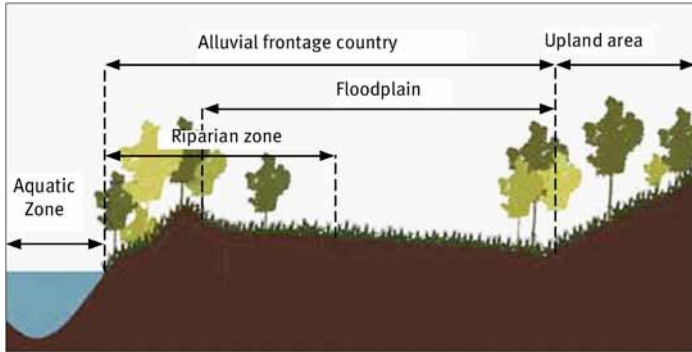 Alluvial frontage country
Upland area
Floodplain
Riparian zone
Aquatic
Zone